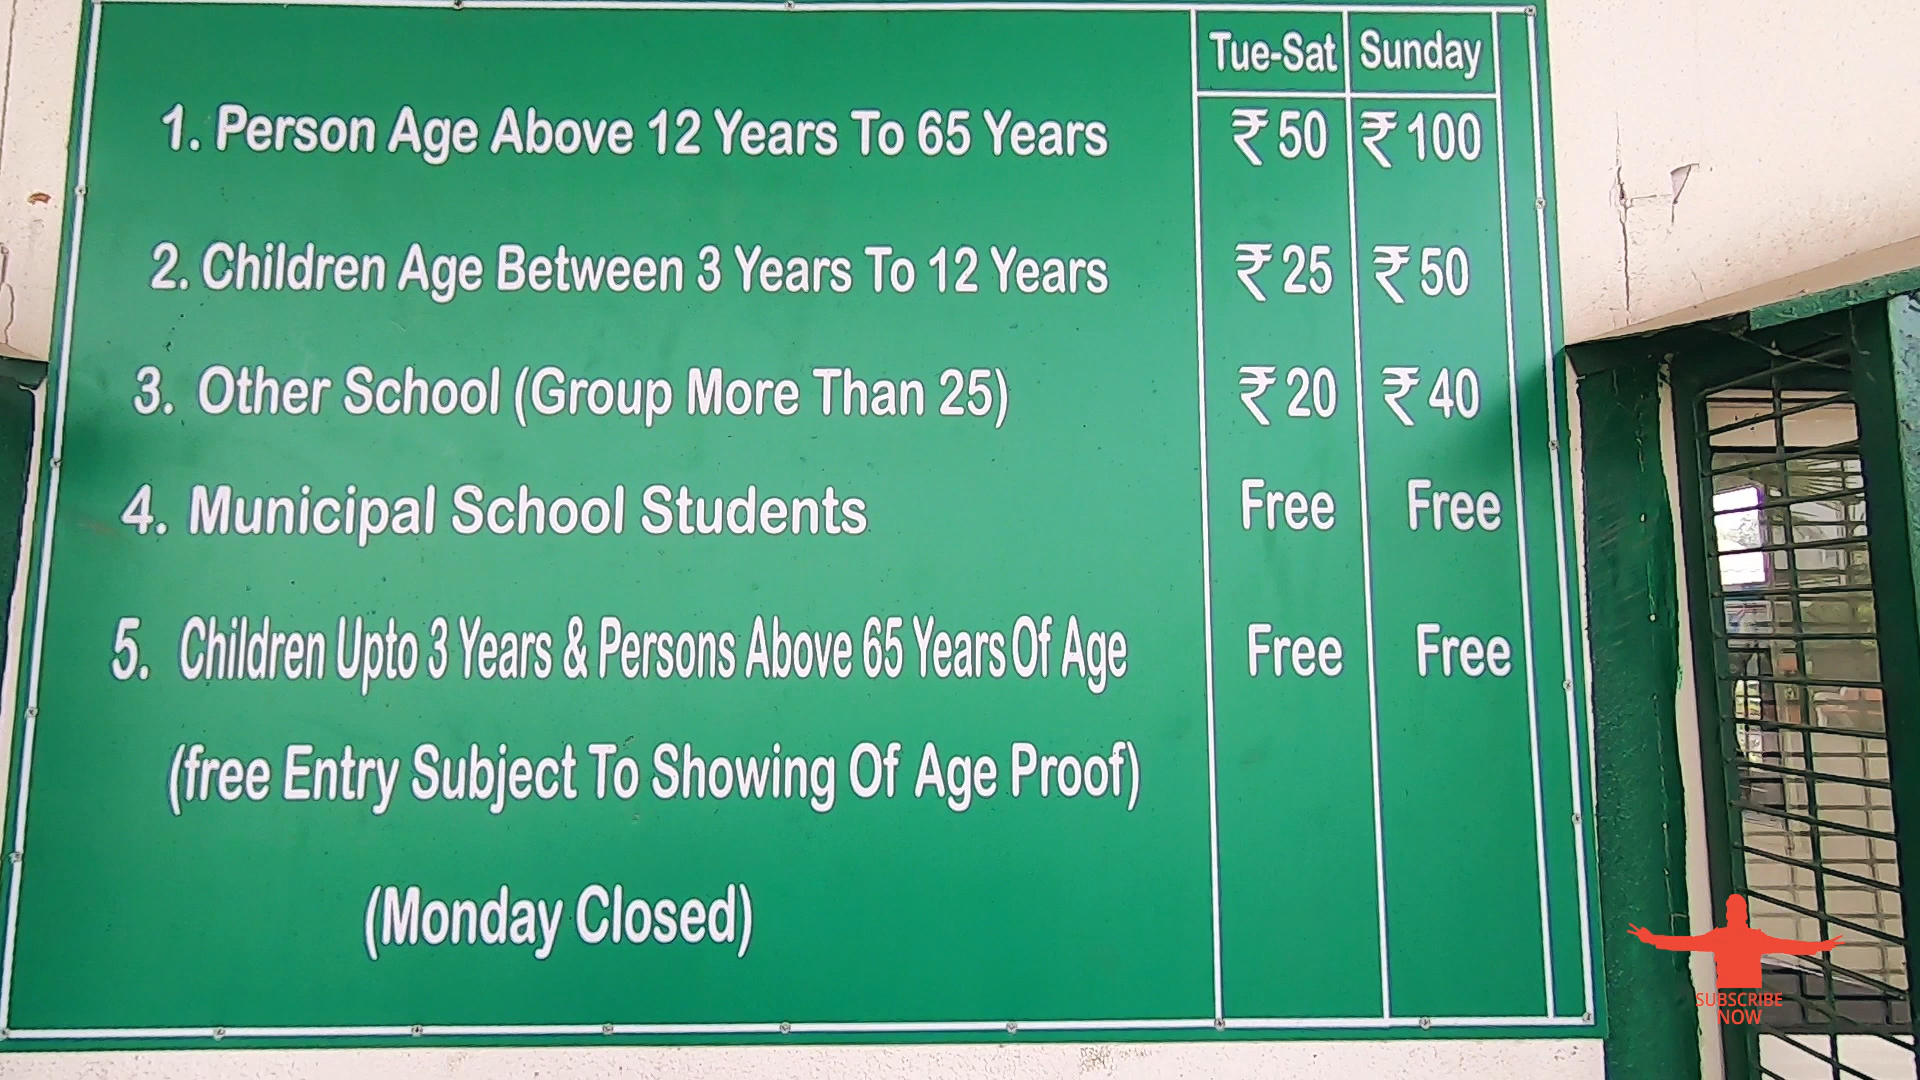 Tue-Sat Sunday
1. Person Age Above 12 Years To 65 Years ₹50 ₹100
2. Children Age Between 3 Years To 12 Years ₹25 ₹50
3. Other School (Group More Than 25) ₹20 ₹40
4. Municipal School Students Free Free
5. Children Upto 3 Years & Persons Above 65 Years Of Age Free Free
(free Entry Subject To Showing Of Age Proof)
(Monday Closed)
SUBSCRIBE
NOW